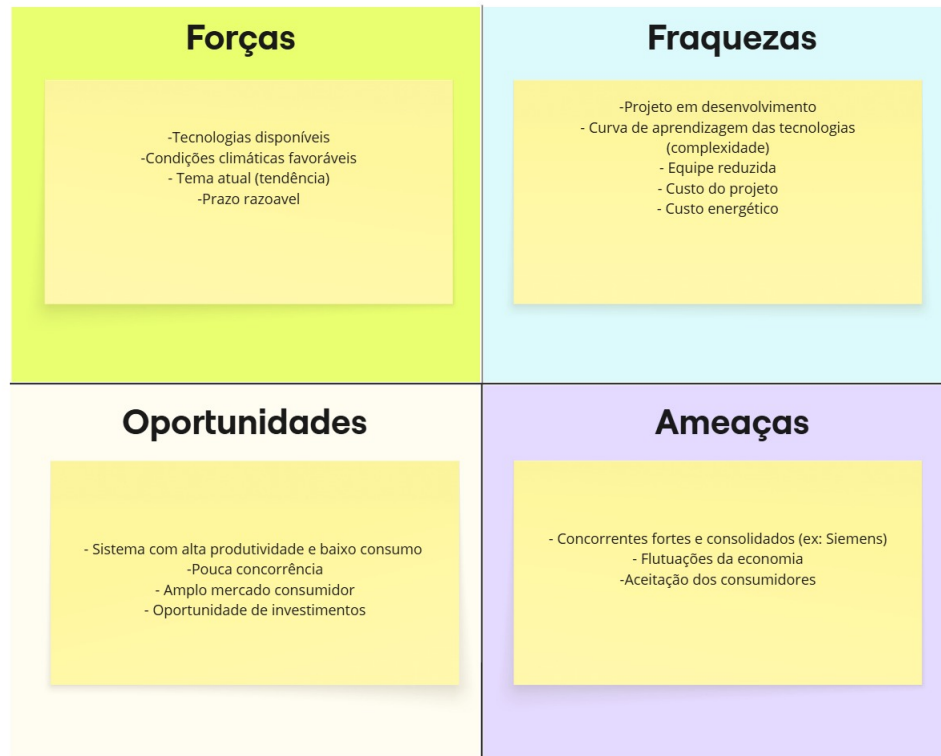 Forças
-Tecnologias disponíveis
-Condições climáticas favoráveis
- Tema atual (tendência)
-Prazo razoavel
Fraquezas
-Projeto em desenvolvimento
- Curva de aprendizagem das tecnologias
(complexidade)
- Equipe reduzida
- Custo do projeto
- Custo energético
Oportunidades
- Sistema com alta produtividade e baixo consumo
-Pouca concorrência
- Amplo mercado consumidor
- Oportunidade de investimentos
Ameaças
- Concorrentes fortes e consolidados (ex: Siemens)
- Flutuações da economia
-Aceitação dos consumidores